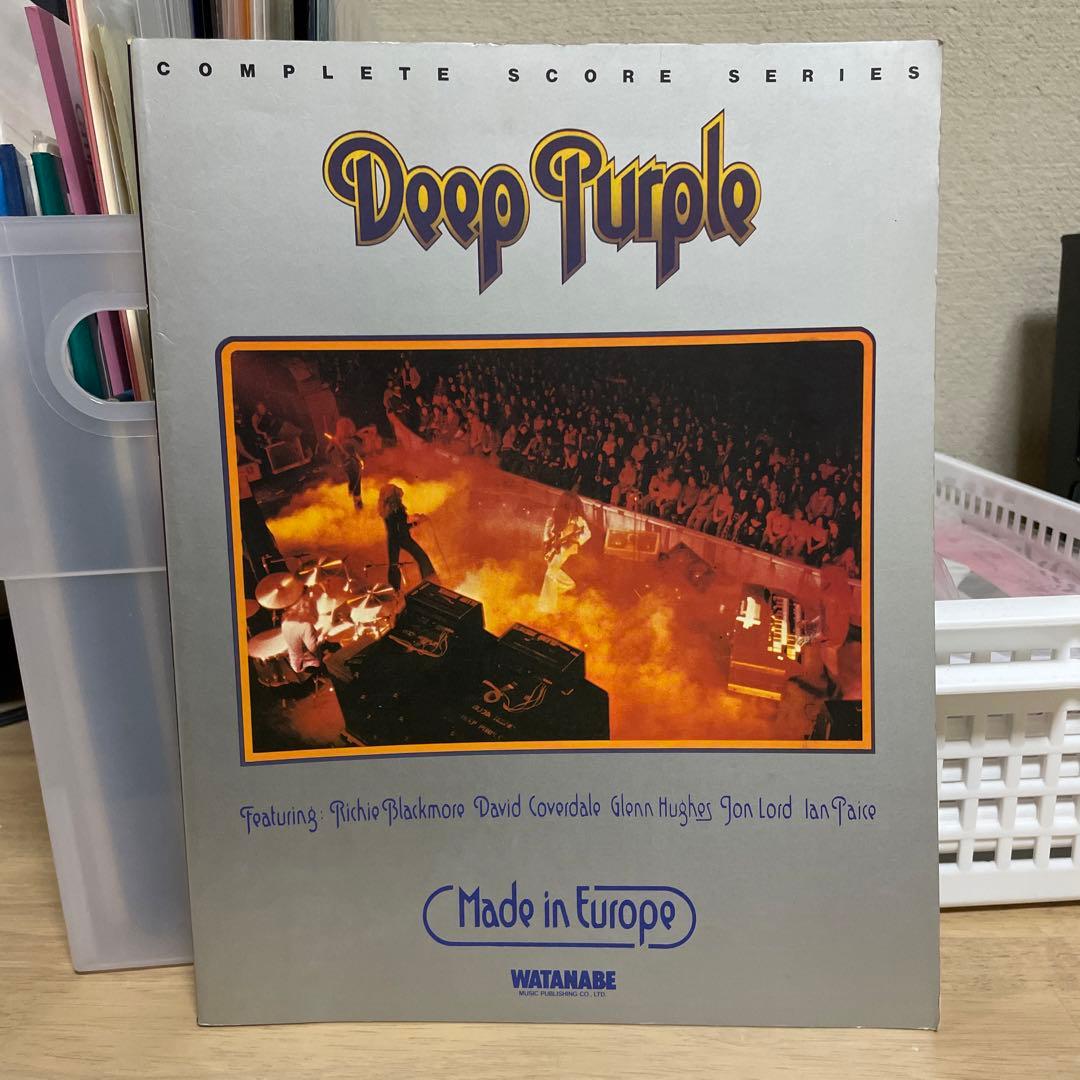 COMPLETE SCORE SERIES
Deep Purple
Featuring: Richie Blackmore David Coverdale Glenn Hughes Jon Lord Ian Paice
Made in Europe
WATANABE
MUSIC PUBLISHING CO., LTD.